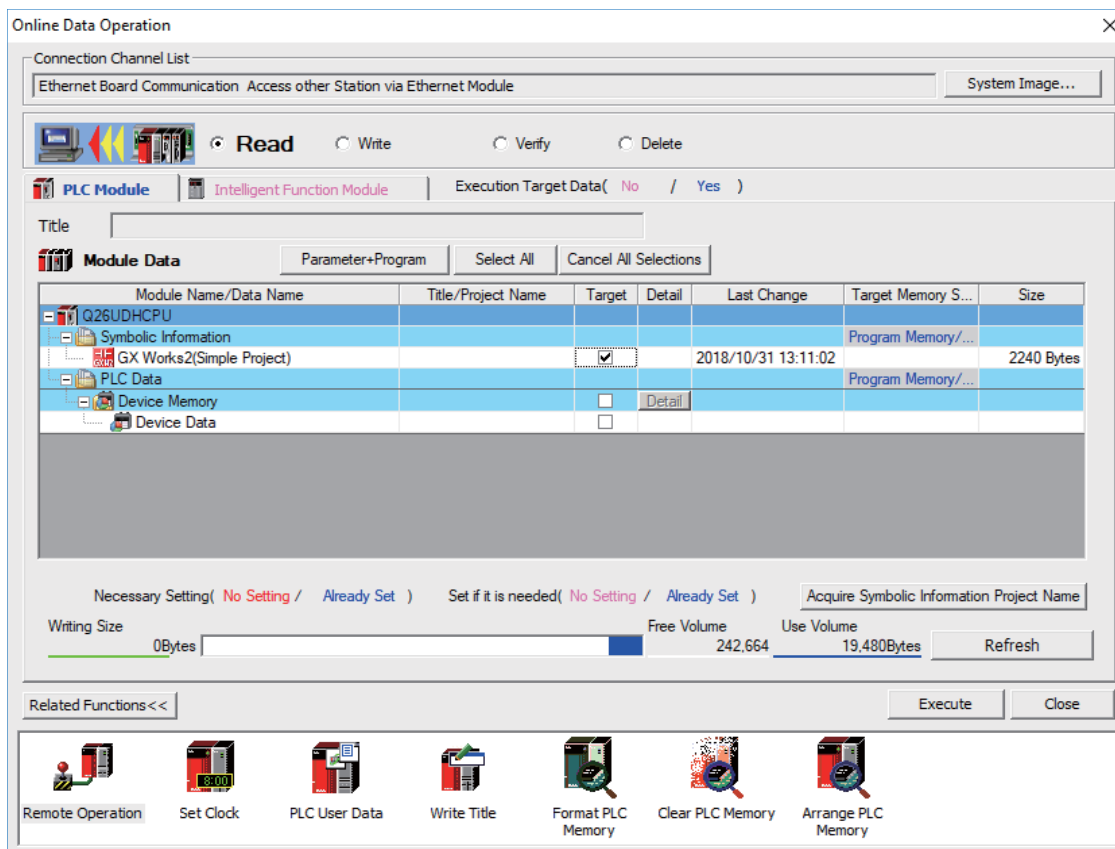 Online Data Operation
Connection Channel List
Ethernet Board Communication  Access other Station via Ethernet Module
System Image...
Read
Write
Verify
Delete
PLC Module
Intelligent Function Module
Execution Target Data( No / Yes )
Title
Module Data
Parameter+Program
Select All
Cancel All Selections
Module Name/Data Name Title/Project Name Target Detail Last Change Target Memory S... Size
Q26UDHCPU
Symbolic Information Program Memory/...
GX Works2(Simple Project) 2018/10/31 13:11:02 2240 Bytes
PLC Data Program Memory/...
Device Memory Detail
Device Data
Necessary Setting( No Setting / Already Set ) Set if it is needed( No Setting / Already Set )
Acquire Symbolic Information Project Name
Writing Size Free Volume Use Volume
0Bytes 242,664 19,480Bytes
Refresh
Related Functions<<
Execute
Close
Remote Operation
Set Clock
8:00
PLC User Data
Write Title
Format PLC
Memory
Clear PLC Memory
Arrange PLC
Memory